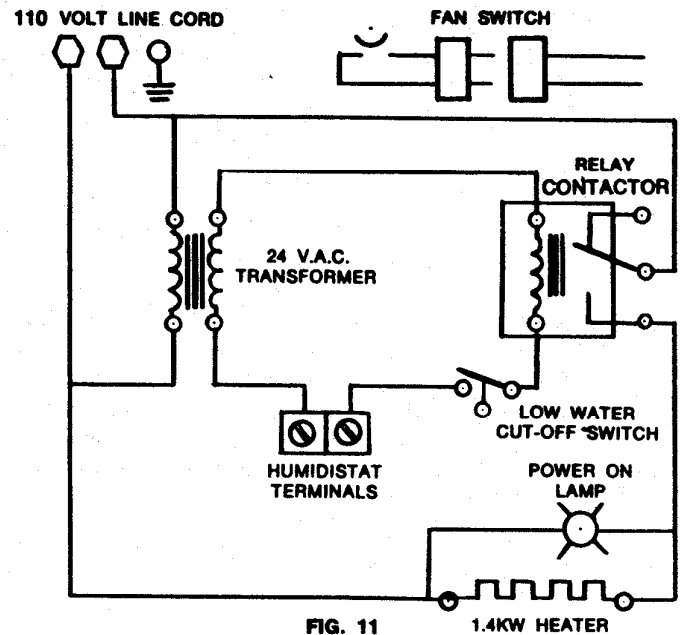 110 VOLT LINE CORD
FAN SWITCH
RELAY
CONTACTOR
24 V.A.C.
TRANSFORMER
LOW WATER
CUT-OFF SWITCH
HUMIDISTAT
TERMINALS
POWER ON
LAMP
FIG. 11
1.4KW HEATER